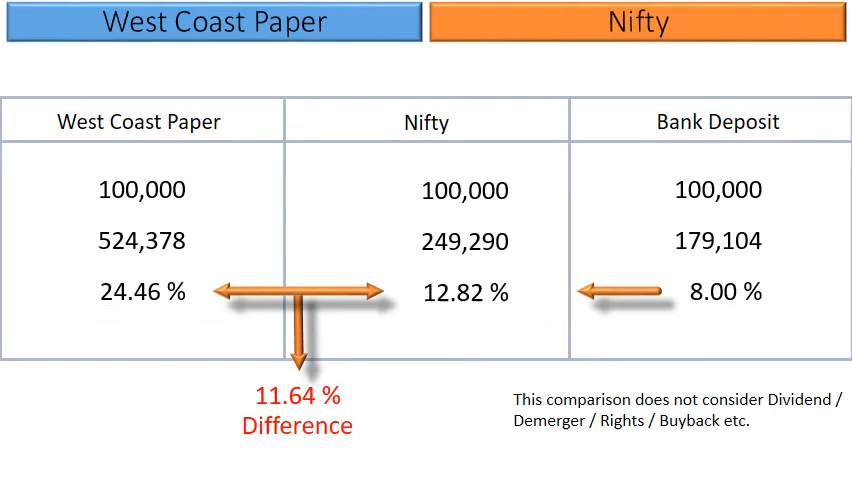 West Coast Paper
Nifty
West Coast Paper
Nifty
Bank Deposit
100,000
100,000
100,000
524,378
249,290
179,104
24.46 %
12.82 %
8.00 %
11.64 %
Difference
This comparison does not consider Dividend /
Demerger / Rights / Buyback etc.